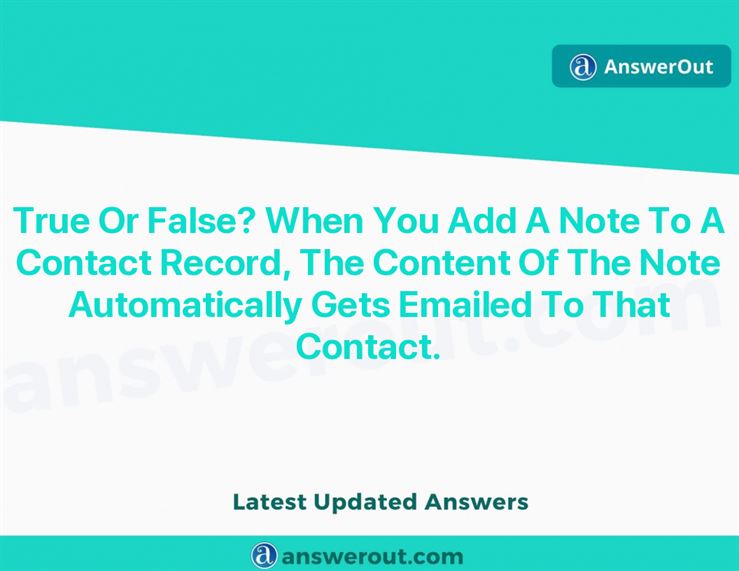 AnswerOut
True Or False? When You Add A Note To A
Contact Record, The Content Of The Note
Automatically Gets Emailed To That
Contact.
answerout.com
Latest Updated Answers
answerout.com